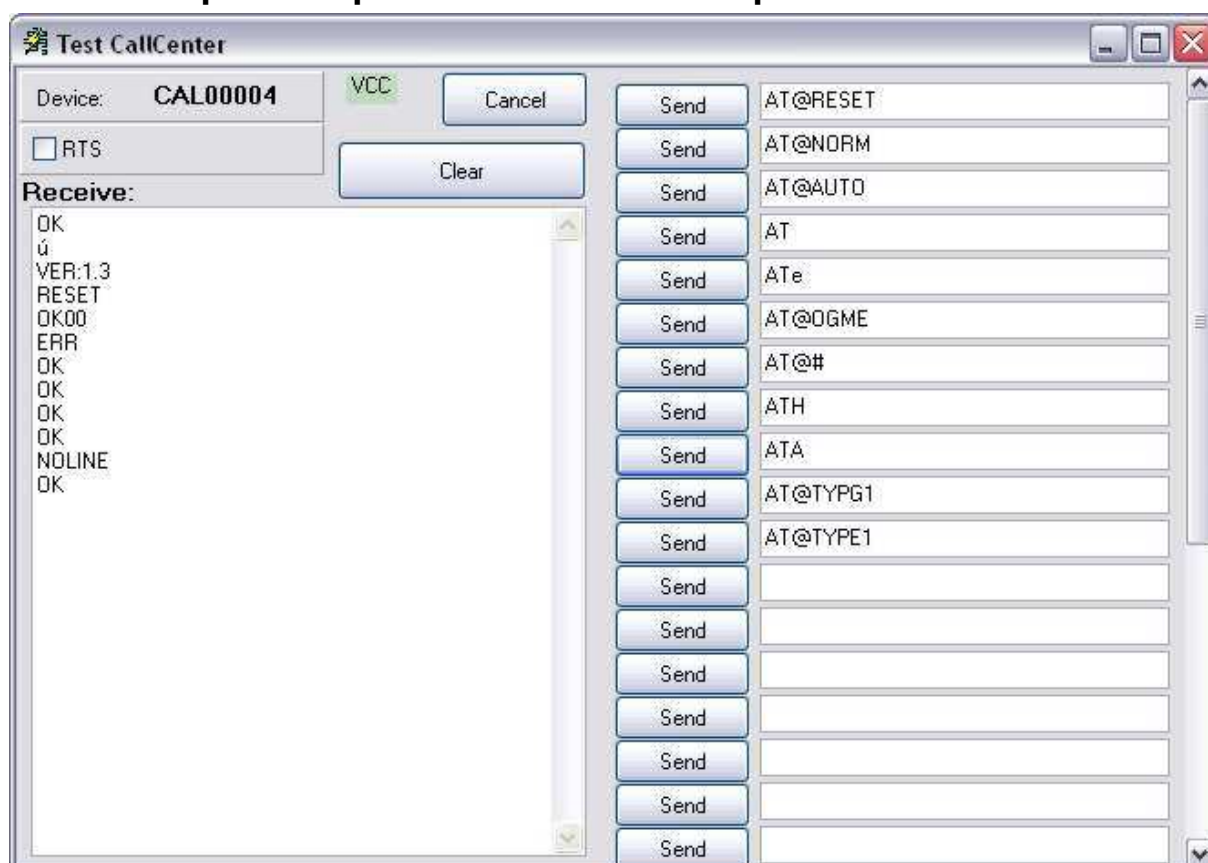 Test CallCenter
Device: CAL00004
VCC
Cancel
RTS
Clear
Receive:
OK
ú
VER:1.3
RESET
OK00
ERR
OK
OK
OK
OK
NOLINE
OK
Send AT@RESET
Send AT@NORM
Send AT@AUTO
Send AT
Send ATe
Send AT@OGME
Send AT@#
Send ATH
Send ATA
Send AT@TYPG1
Send AT@TYPE1
Send
Send
Send
Send
Send
Send
Send